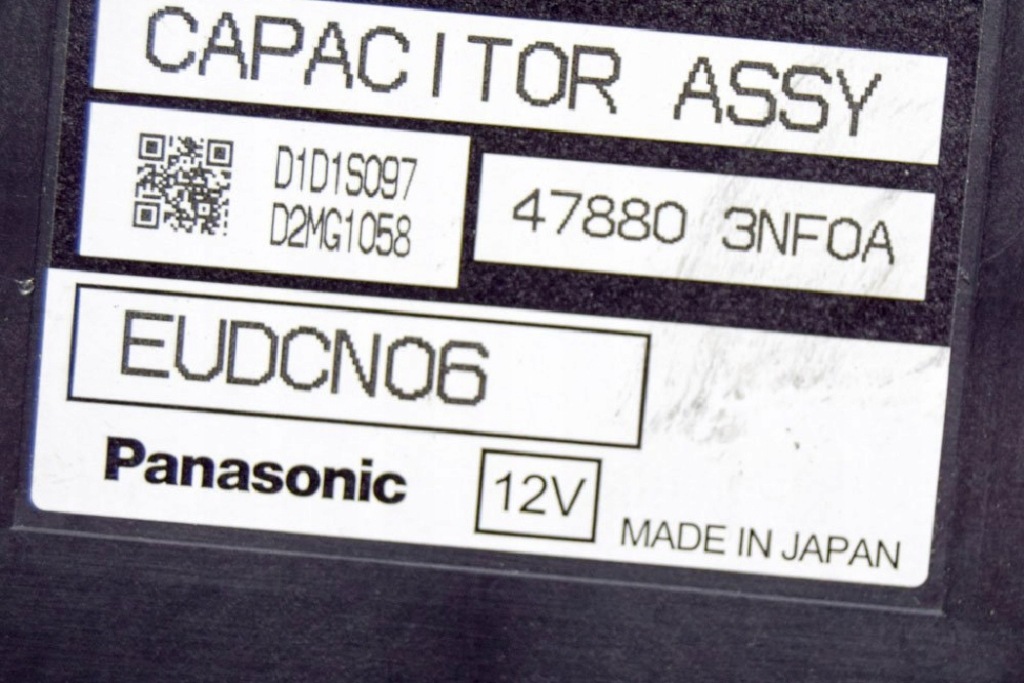 CAPACITOR ASSY
D1D1S097
D2MG1058
47880 3NF0A
EUDCN06
Panasonic
12V
MADE IN JAPAN